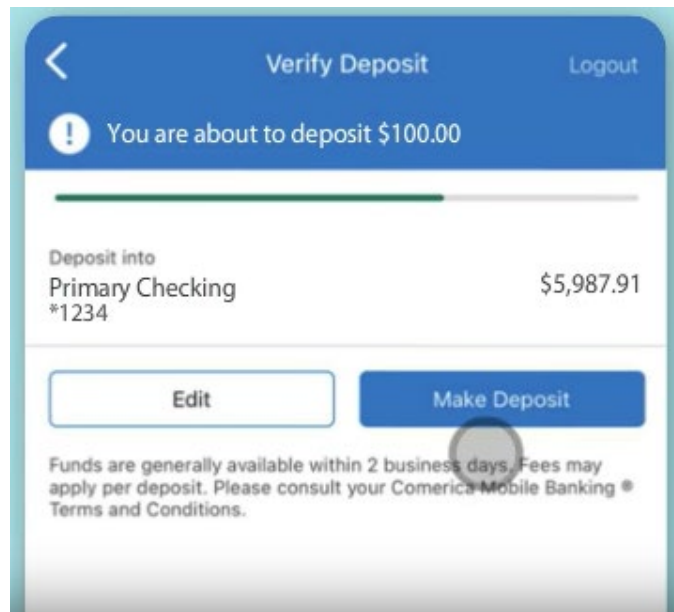 Verify Deposit
Logout
! You are about to deposit $100.00
Deposit into
Primary Checking
$5,987.91
*1234
Edit
Make Deposit
Funds are generally available within 2 business days. Fees may
apply per deposit. Please consult your Comerica Mobile Banking ®
Terms and Conditions.